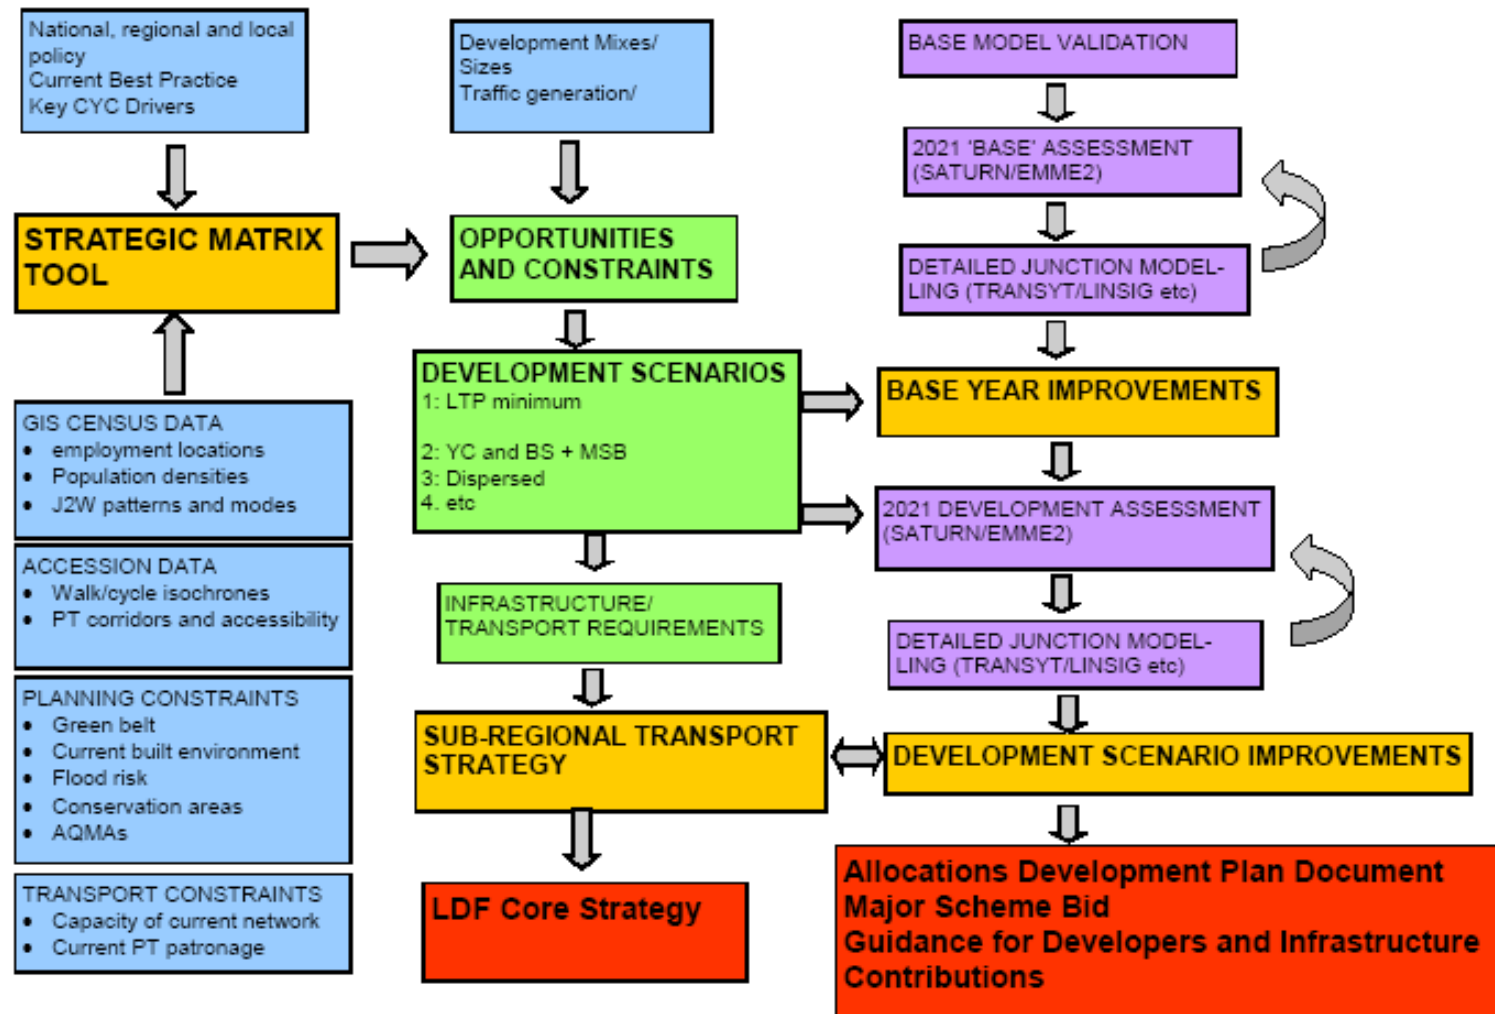 National, regional and local
policy
Current Best Practice
Key CYC Drivers
STRATEGIC MATRIX
TOOL
GIS CENSUS DATA
• employment locations
• Population densities
• J2W patterns and modes
ACCESSION DATA
• Walk/cycle isochrones
• PT corridors and accessibility
PLANNING CONSTRAINTS
• Green belt
• Current built environment
• Flood risk
• Conservation areas
• AQMAs
TRANSPORT CONSTRAINTS
• Capacity of current network
• Current PT patronage
Development Mixes/
Sizes
Traffic generation/
OPPORTUNITIES
AND CONSTRAINTS
DEVELOPMENT SCENARIOS
1: LTP minimum
2: YC and BS + MSB
3: Dispersed
4. etc
INFRASTRUCTURE/
TRANSPORT REQUIREMENTS
SUB-REGIONAL TRANSPORT
STRATEGY
LDF Core Strategy
BASE MODEL VALIDATION
2021 'BASE' ASSESSMENT
(SATURN/EMME2)
DETAILED JUNCTION MODEL-
LING (TRANSYT/LINSIG etc)
BASE YEAR IMPROVEMENTS
2021 DEVELOPMENT ASSESSMENT
(SATURN/EMME2)
DETAILED JUNCTION MODEL-
LING (TRANSYT/LINSIG etc)
DEVELOPMENT SCENARIO IMPROVEMENTS
Allocations Development Plan Document
Major Scheme Bid
Guidance for Developers and Infrastructure
Contributions